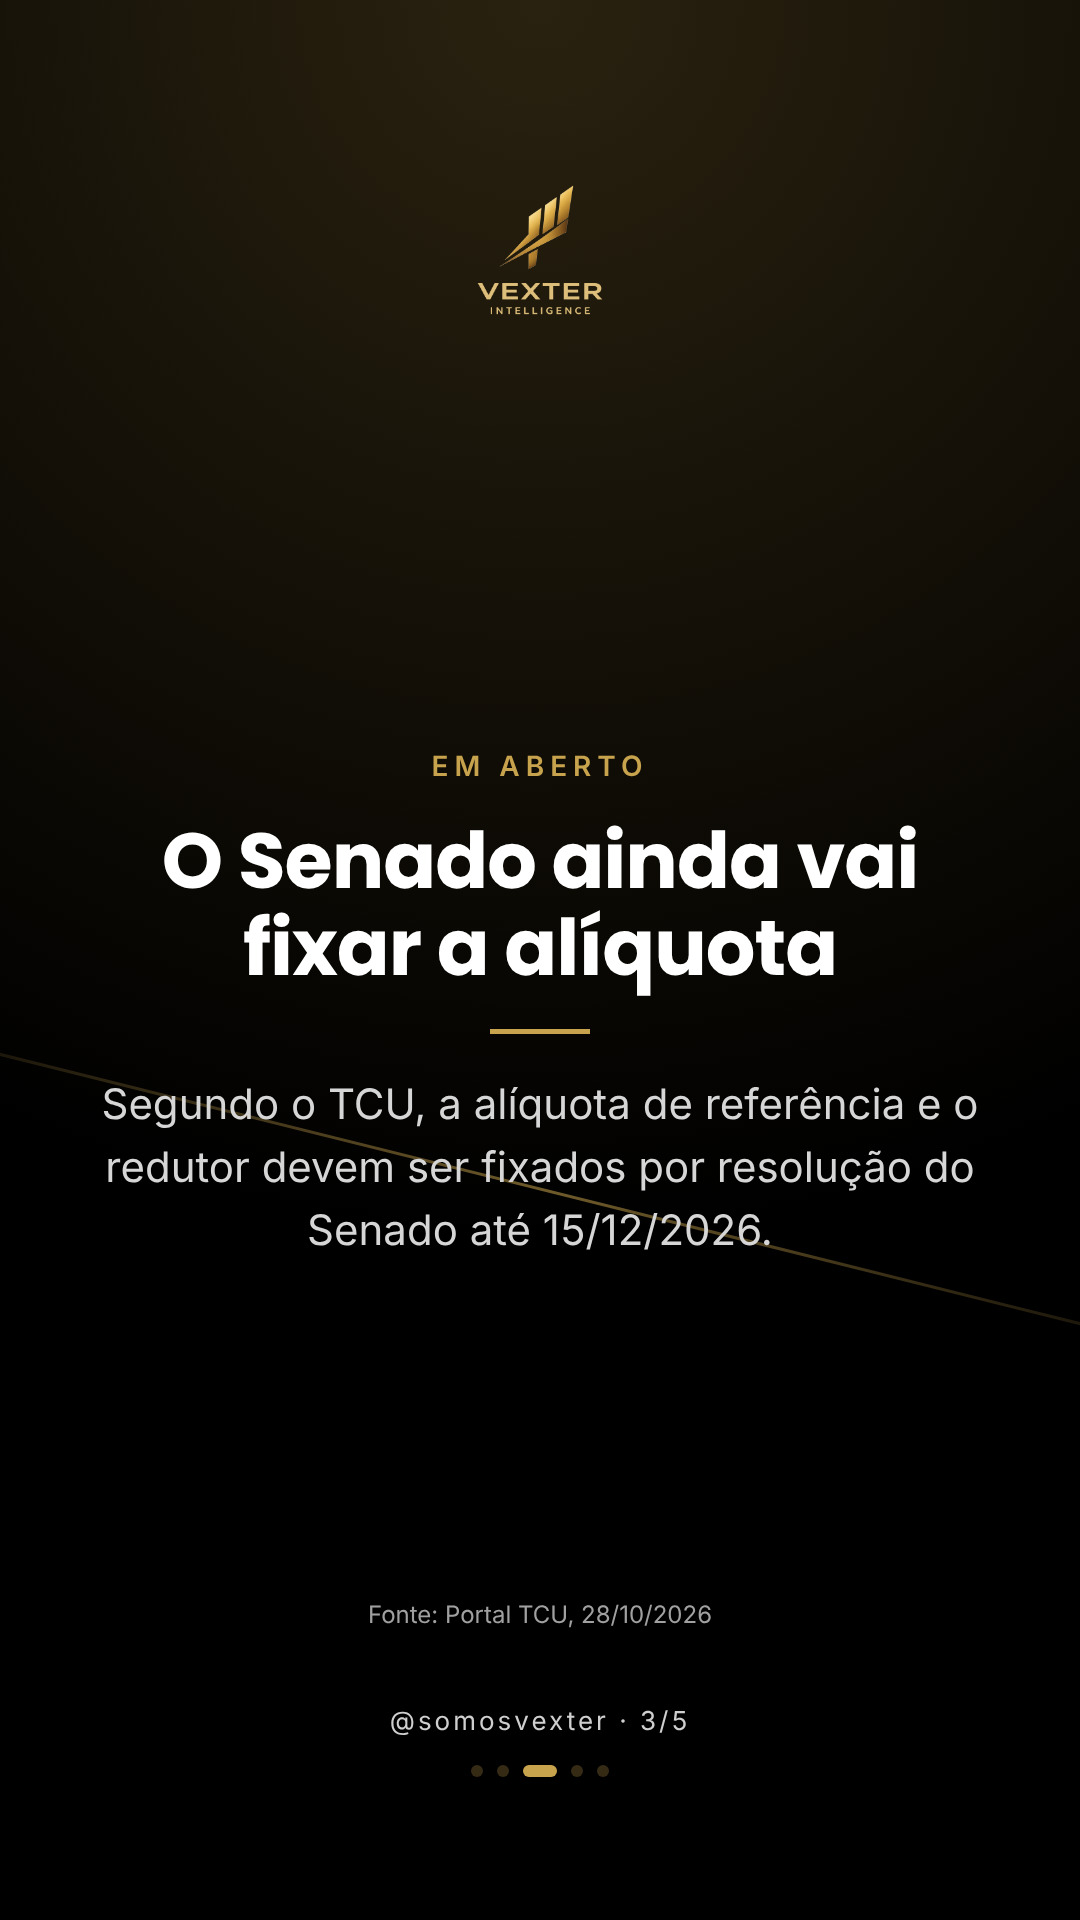 VEXTER
INTELLIGENCE
EM ABERTO
O Senado ainda vai
fixar a alíquota
Segundo o TCU, a alíquota de referência e o
redutor devem ser fixados por resolução do
Senado até 15/12/2026.
Fonte: Portal TCU, 28/10/2026
@somosvexter · 3/5